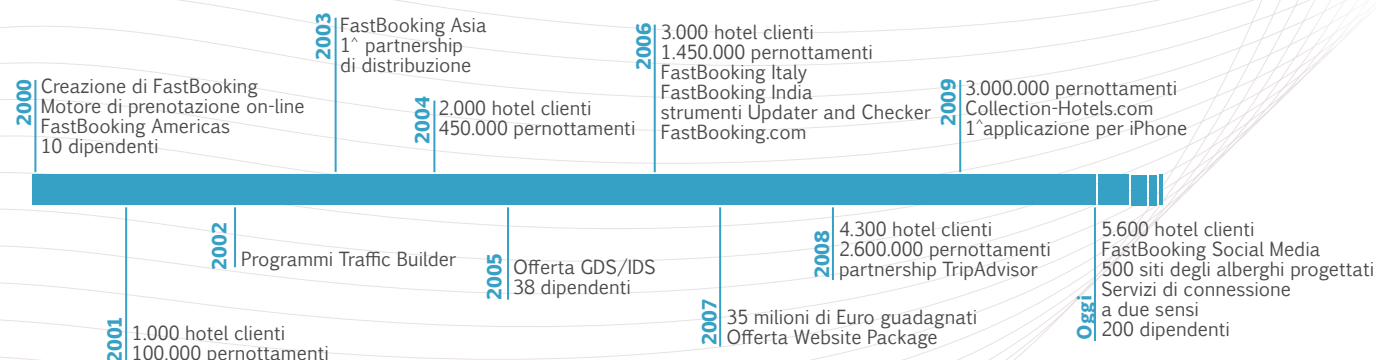 2000
Creazione di FastBooking
Motore di prenotazione on-line
FastBooking Americas
10 dipendenti
2001
1.000 hotel clienti
100.000 pernottamenti
2002
Programmi Traffic Builder
2003
FastBooking Asia
1^ partnership
di distribuzione
2004
2.000 hotel clienti
450.000 pernottamenti
2005
Offerta GDS/IDS
38 dipendenti
2006
3.000 hotel clienti
1.450.000 pernottamenti
FastBooking Italy
FastBooking India
strumenti Updater and Checker
FastBooking.com
2007
35 milioni di Euro guadagnati
Offerta Website Package
2008
4.300 hotel clienti
2.600.000 pernottamenti
partnership TripAdvisor
2009
3.000.000 pernottamenti
Collection-Hotels.com
1^applicazione per iPhone
Oggi
5.600 hotel clienti
FastBooking Social Media
500 siti degli alberghi progettati
Servizi di connessione
a due sensi
200 dipendenti